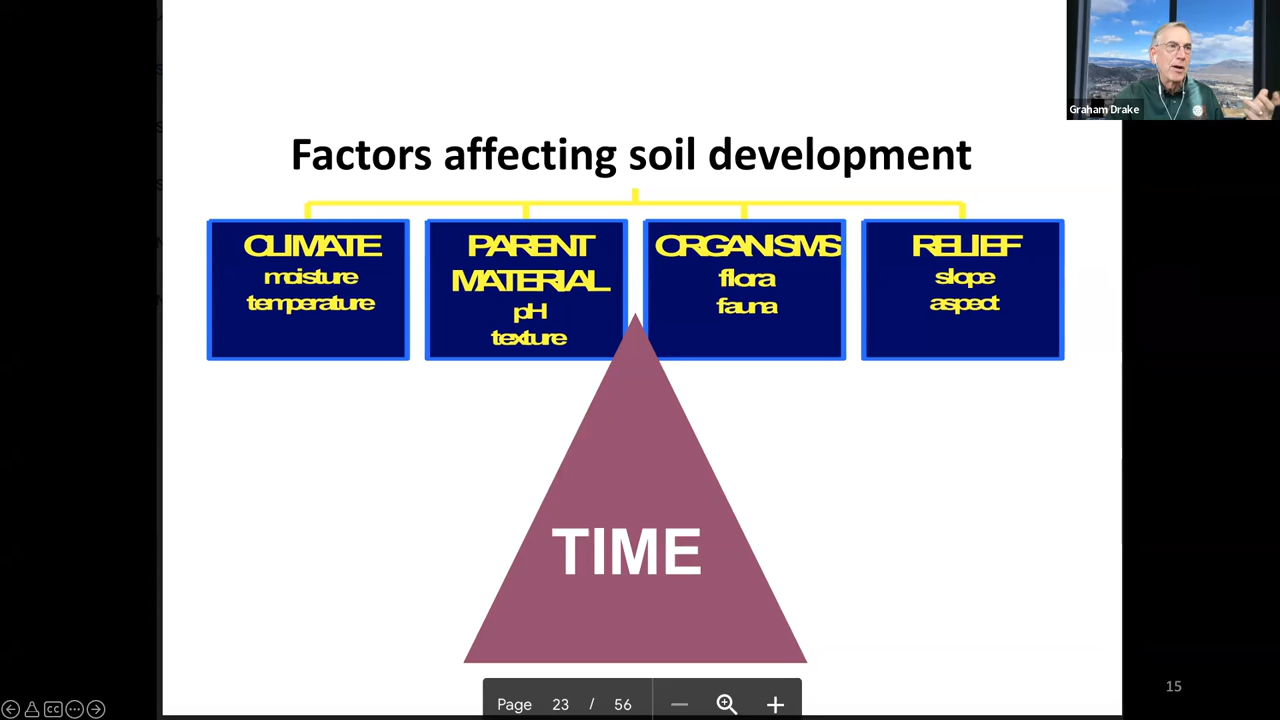 Graham Drake
Factors affecting soil development
CLIMATE
moisture
temperature
PARENT
MATERIAL
pH
texture
ORGANISMS
flora
fauna
RELIEF
slope
aspect
TIME
Page 23 / 56
15
CC